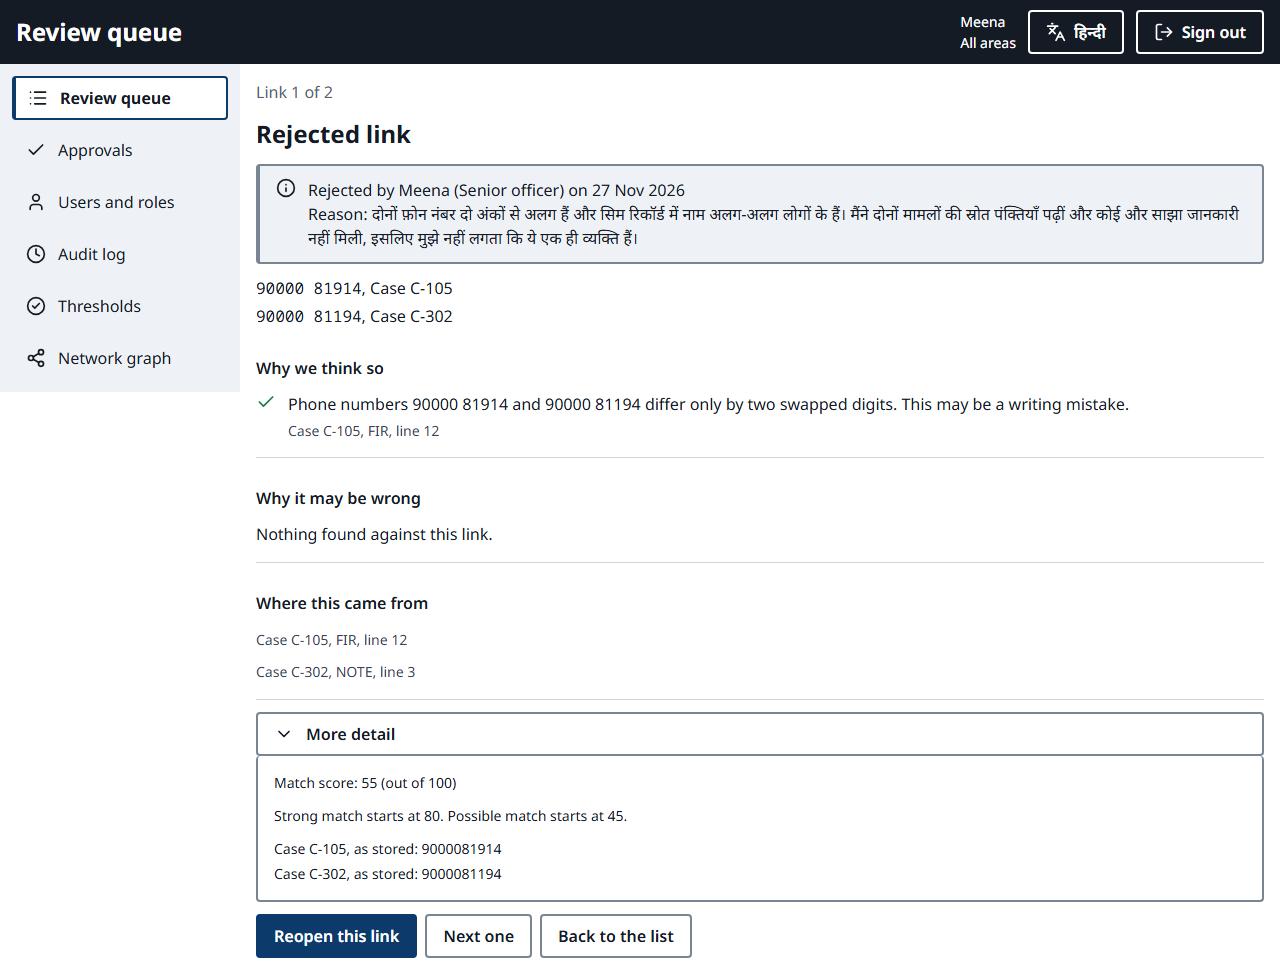 Review queue
Meena
All areas
हिन्दी
Sign out
Review queue
Approvals
Users and roles
Audit log
Thresholds
Network graph
Link 1 of 2
Rejected link
Rejected by Meena (Senior officer) on 27 Nov 2026
Reason: दोनों फ़ोन नंबर दो अंकों से अलग हैं और सिम रिकॉर्ड में नाम अलग-अलग लोगों के हैं। मैंने दोनों मामलों की स्रोत पंक्तियाँ पढ़ीं और कोई और साझा जानकारी
नहीं मिली, इसलिए मुझे नहीं लगता कि ये एक ही व्यक्ति हैं।
90000 81914, Case C-105
90000 81194, Case C-302
Why we think so
Phone numbers 90000 81914 and 90000 81194 differ only by two swapped digits. This may be a writing mistake.
Case C-105, FIR, line 12
Why it may be wrong
Nothing found against this link.
Where this came from
Case C-105, FIR, line 12
Case C-302, NOTE, line 3
More detail
Match score: 55 (out of 100)
Strong match starts at 80. Possible match starts at 45.
Case C-105, as stored: 9000081914
Case C-302, as stored: 9000081194
Reopen this link
Next one
Back to the list